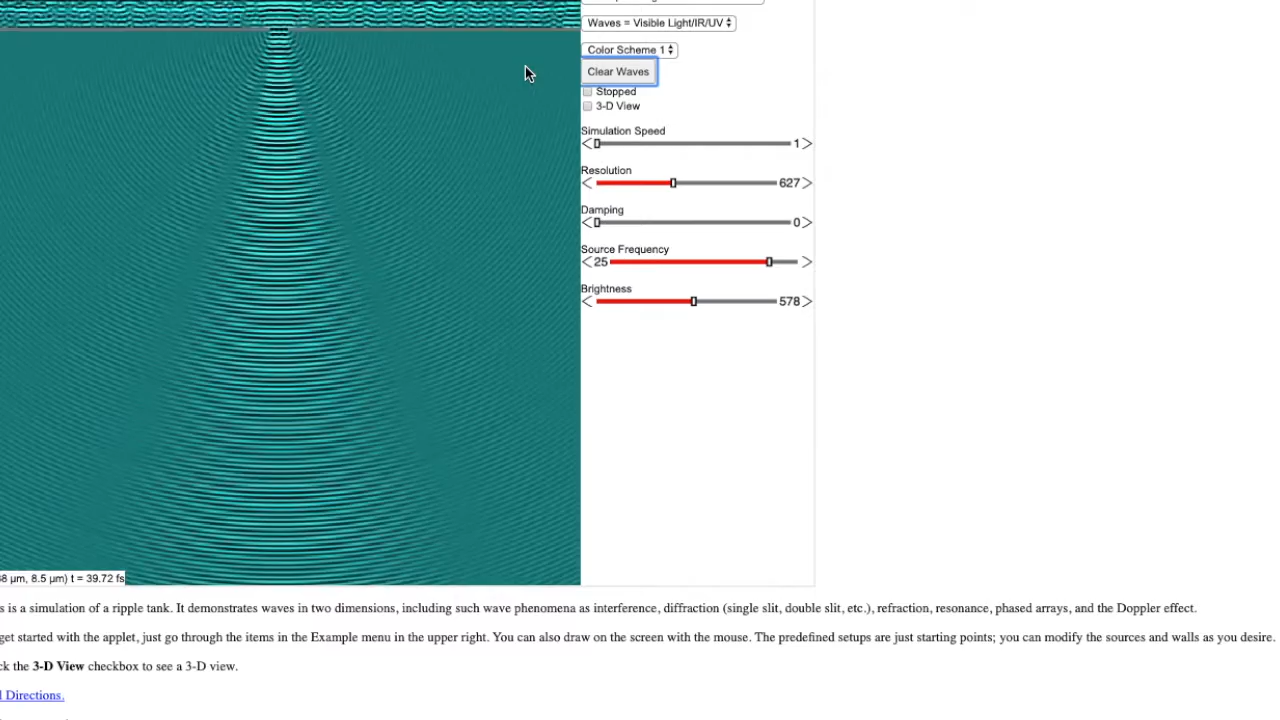 Waves = Visible Light/IR/UV
Color Scheme 1
Clear Waves
Stopped
3-D View
Simulation Speed
1
Resolution
627
Damping
0
Source Frequency
25
Brightness
578
8 μm, 8.5 μm) t = 39.72 fs
s is a simulation of a ripple tank. It demonstrates waves in two dimensions, including such wave phenomena as interference, diffraction (single slit, double slit, etc.), refraction, resonance, phased arrays, and the Doppler effect.
get started with the applet, just go through the items in the Example menu in the upper right. You can also draw on the screen with the mouse. The predefined setups are just starting points; you can modify the sources and walls as you desire.
ck the 3-D View checkbox to see a 3-D view.
l Directions.